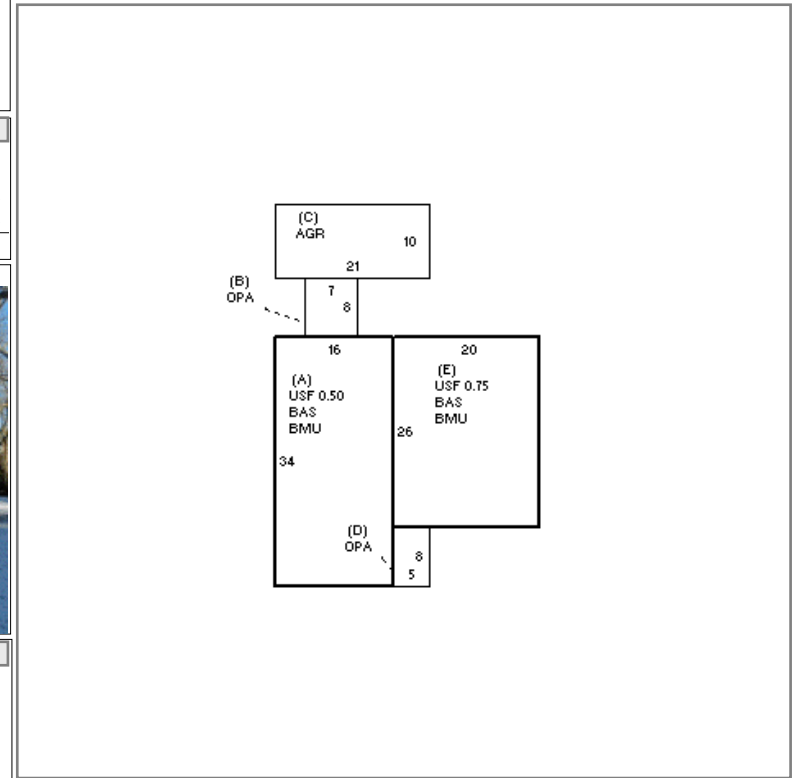 (C)
AGR
10
21
(B)
OPA
7
8
16
20
(A)
USF 0.50
BAS
BMU
(E)
USF 0.75
BAS
BMU
26
34
(D)
OPA
8
5